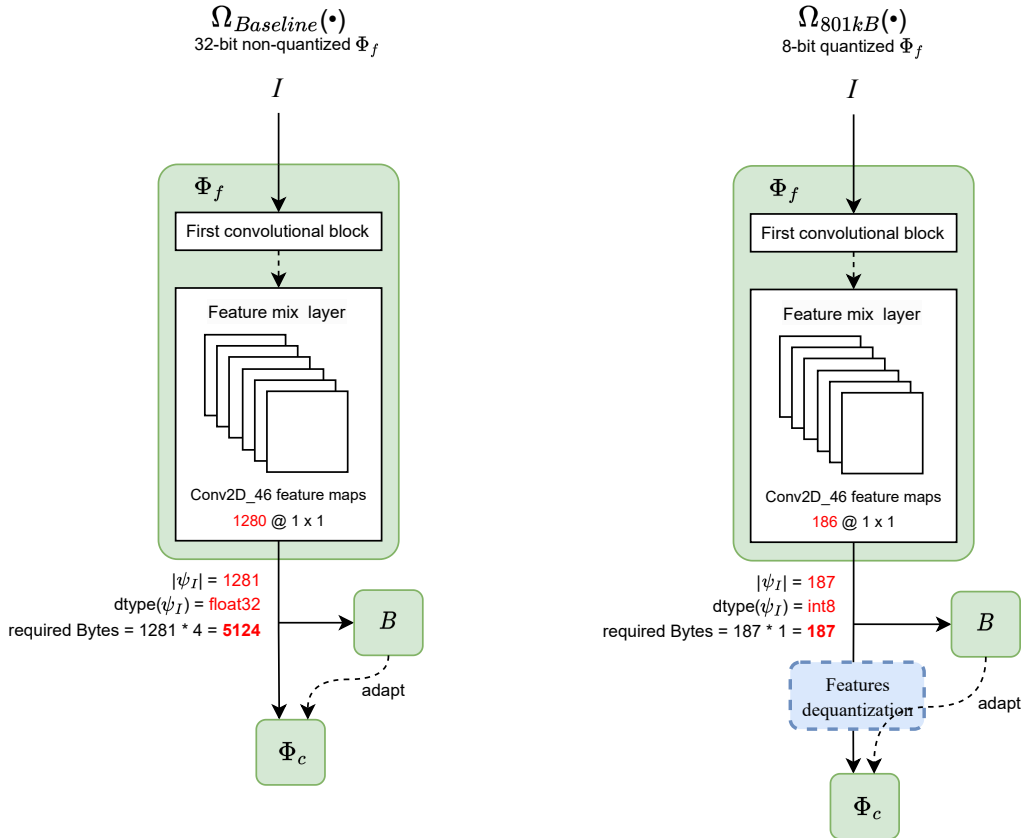 Ω_Baseline(•)
32-bit non-quantized Φ_f
I
Φ_f
First convolutional block
Feature mix layer
Conv2D_46 feature maps
1280 @ 1 x 1
|ψ_I| = 1281
dtype(ψ_I) = float32
required Bytes = 1281 * 4 = 5124
B
adapt
Φ_c
Ω_801kB(•)
8-bit quantized Φ_f
I
Φ_f
First convolutional block
Feature mix layer
Conv2D_46 feature maps
186 @ 1 x 1
|ψ_I| = 187
dtype(ψ_I) = int8
required Bytes = 187 * 1 = 187
B
Features
dequantization
adapt
Φ_c